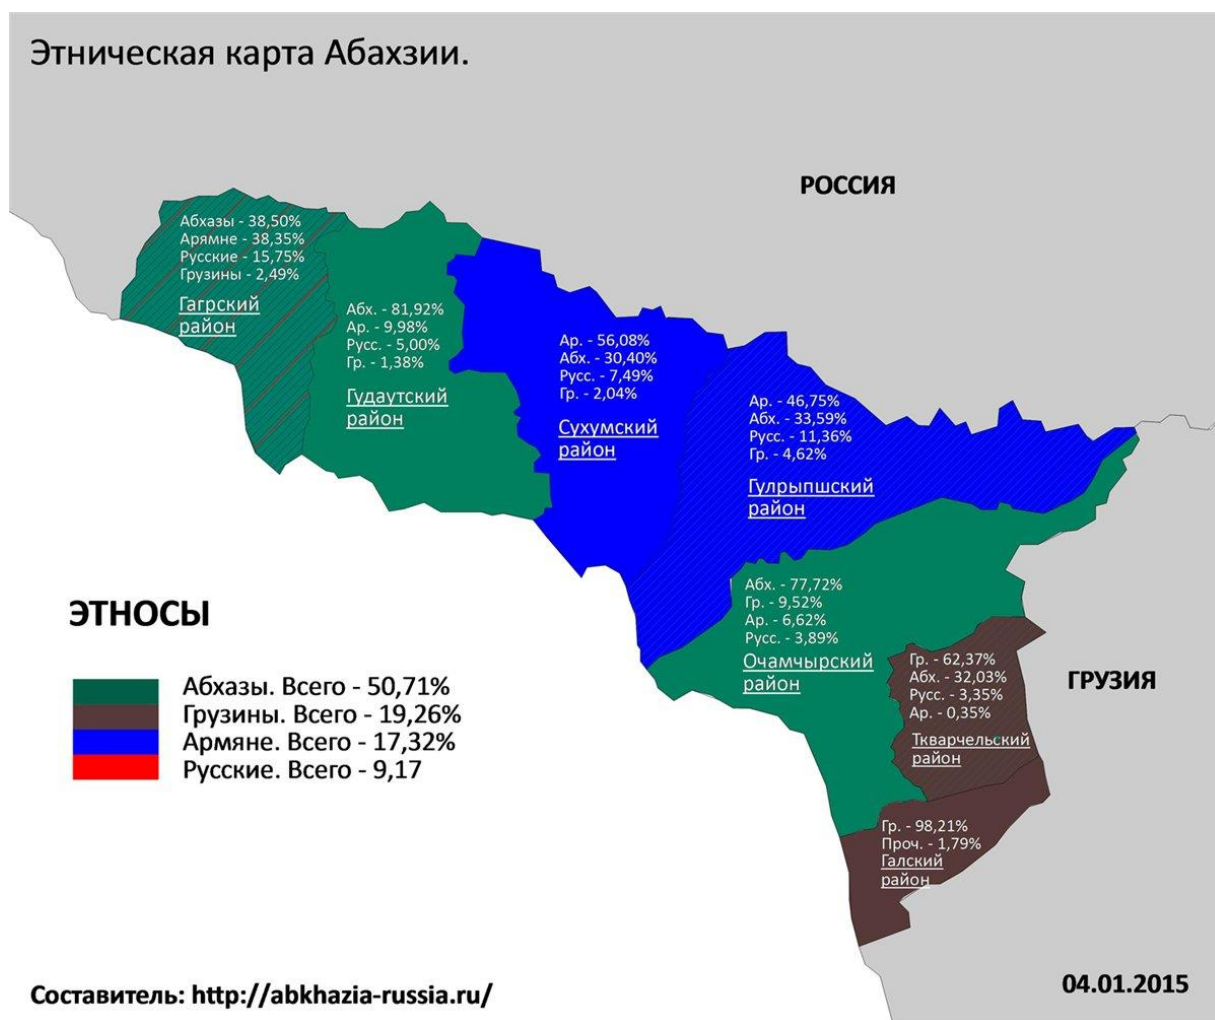 Этническая карта Абахзии.
РОССИЯ
Абхазы - 38,50%
Арямне - 38,35%
Русские - 15,75%
Грузины - 2,49%
Гагрский
район
Абх. - 81,92%
Ар. - 9,98%
Русс. - 5,00%
Гр. - 1,38%
Гудаутский
район
Ар. - 56,08%
Абх. - 30,40%
Русс. - 7,49%
Гр. - 2,04%
Сухумский
район
Ар. - 46,75%
Абх. - 33,59%
Русс. - 11,36%
Гр. - 4,62%
Гулрыпшский
район
Абх. - 77,72%
Гр. - 9,52%
Ар. - 6,62%
Русс. - 3,89%
Очамчырский
район
Гр. - 62,37%
Абх. - 32,03%
Русс. - 3,35%
Ар. - 0,35%
Ткварчельский
район
ГРУЗИЯ
Гр. - 98,21%
Проч. - 1,79%
Галский
район
ЭТНОСЫ
Абхазы. Всего - 50,71%
Грузины. Всего - 19,26%
Армяне. Всего - 17,32%
Русские. Всего - 9,17
Составитель: http://abkhazia-russia.ru/
04.01.2015